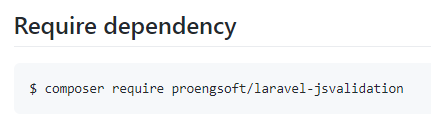 Require dependency
$ composer require proengsoft/laravel-jsvalidation